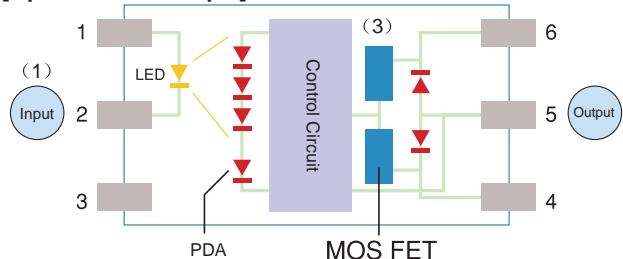 1
(3)
6
(1)
LED
Input
2
Control Circuit
5
Output
3
4
PDA
MOS FET